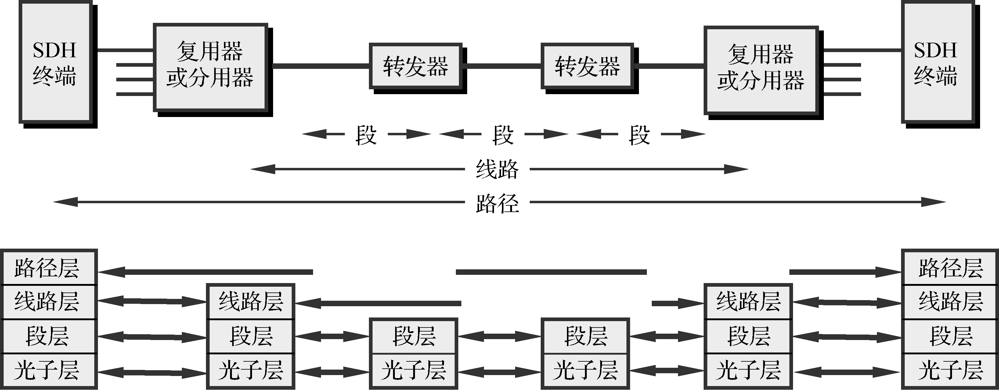 SDH
终端
复用器
或分用器
转发器
转发器
复用器
或分用器
SDH
终端
段
段
段
线路
路径
路径层
线路层
段层
光子层
线路层
段层
光子层
段层
光子层
段层
光子层
线路层
段层
光子层
路径层
线路层
段层
光子层